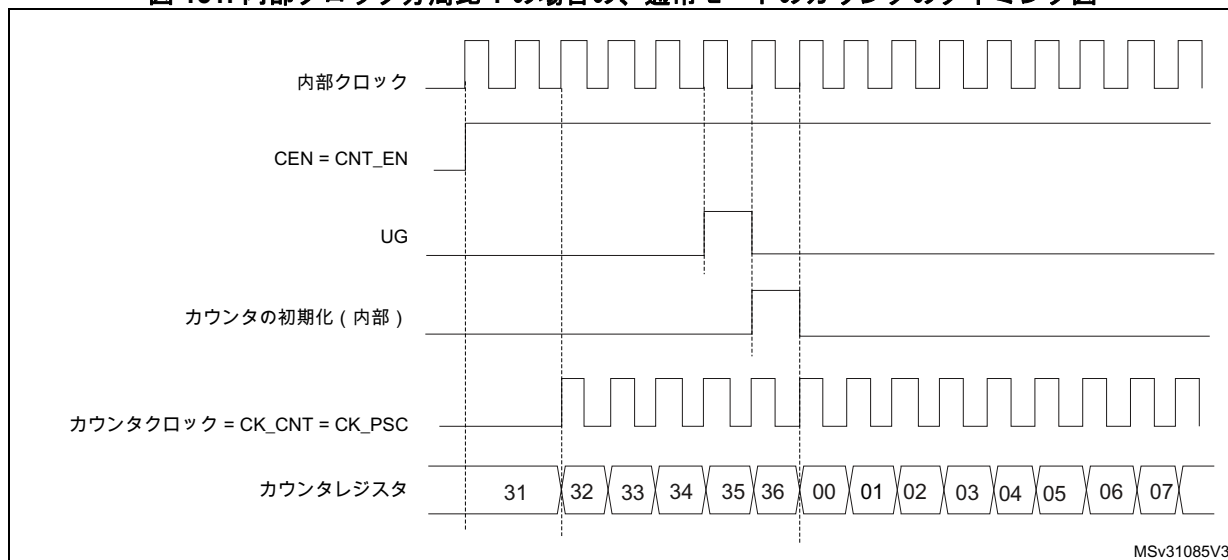 内部クロック
CEN = CNT_EN
UG
カウンタの初期化 ( 内部 )
カウンタクロック = CK_CNT = CK_PSC
カウンタレジスタ
31 32 33 34 35 36 00 01 02 03 04 05 06 07
MSv31085V3